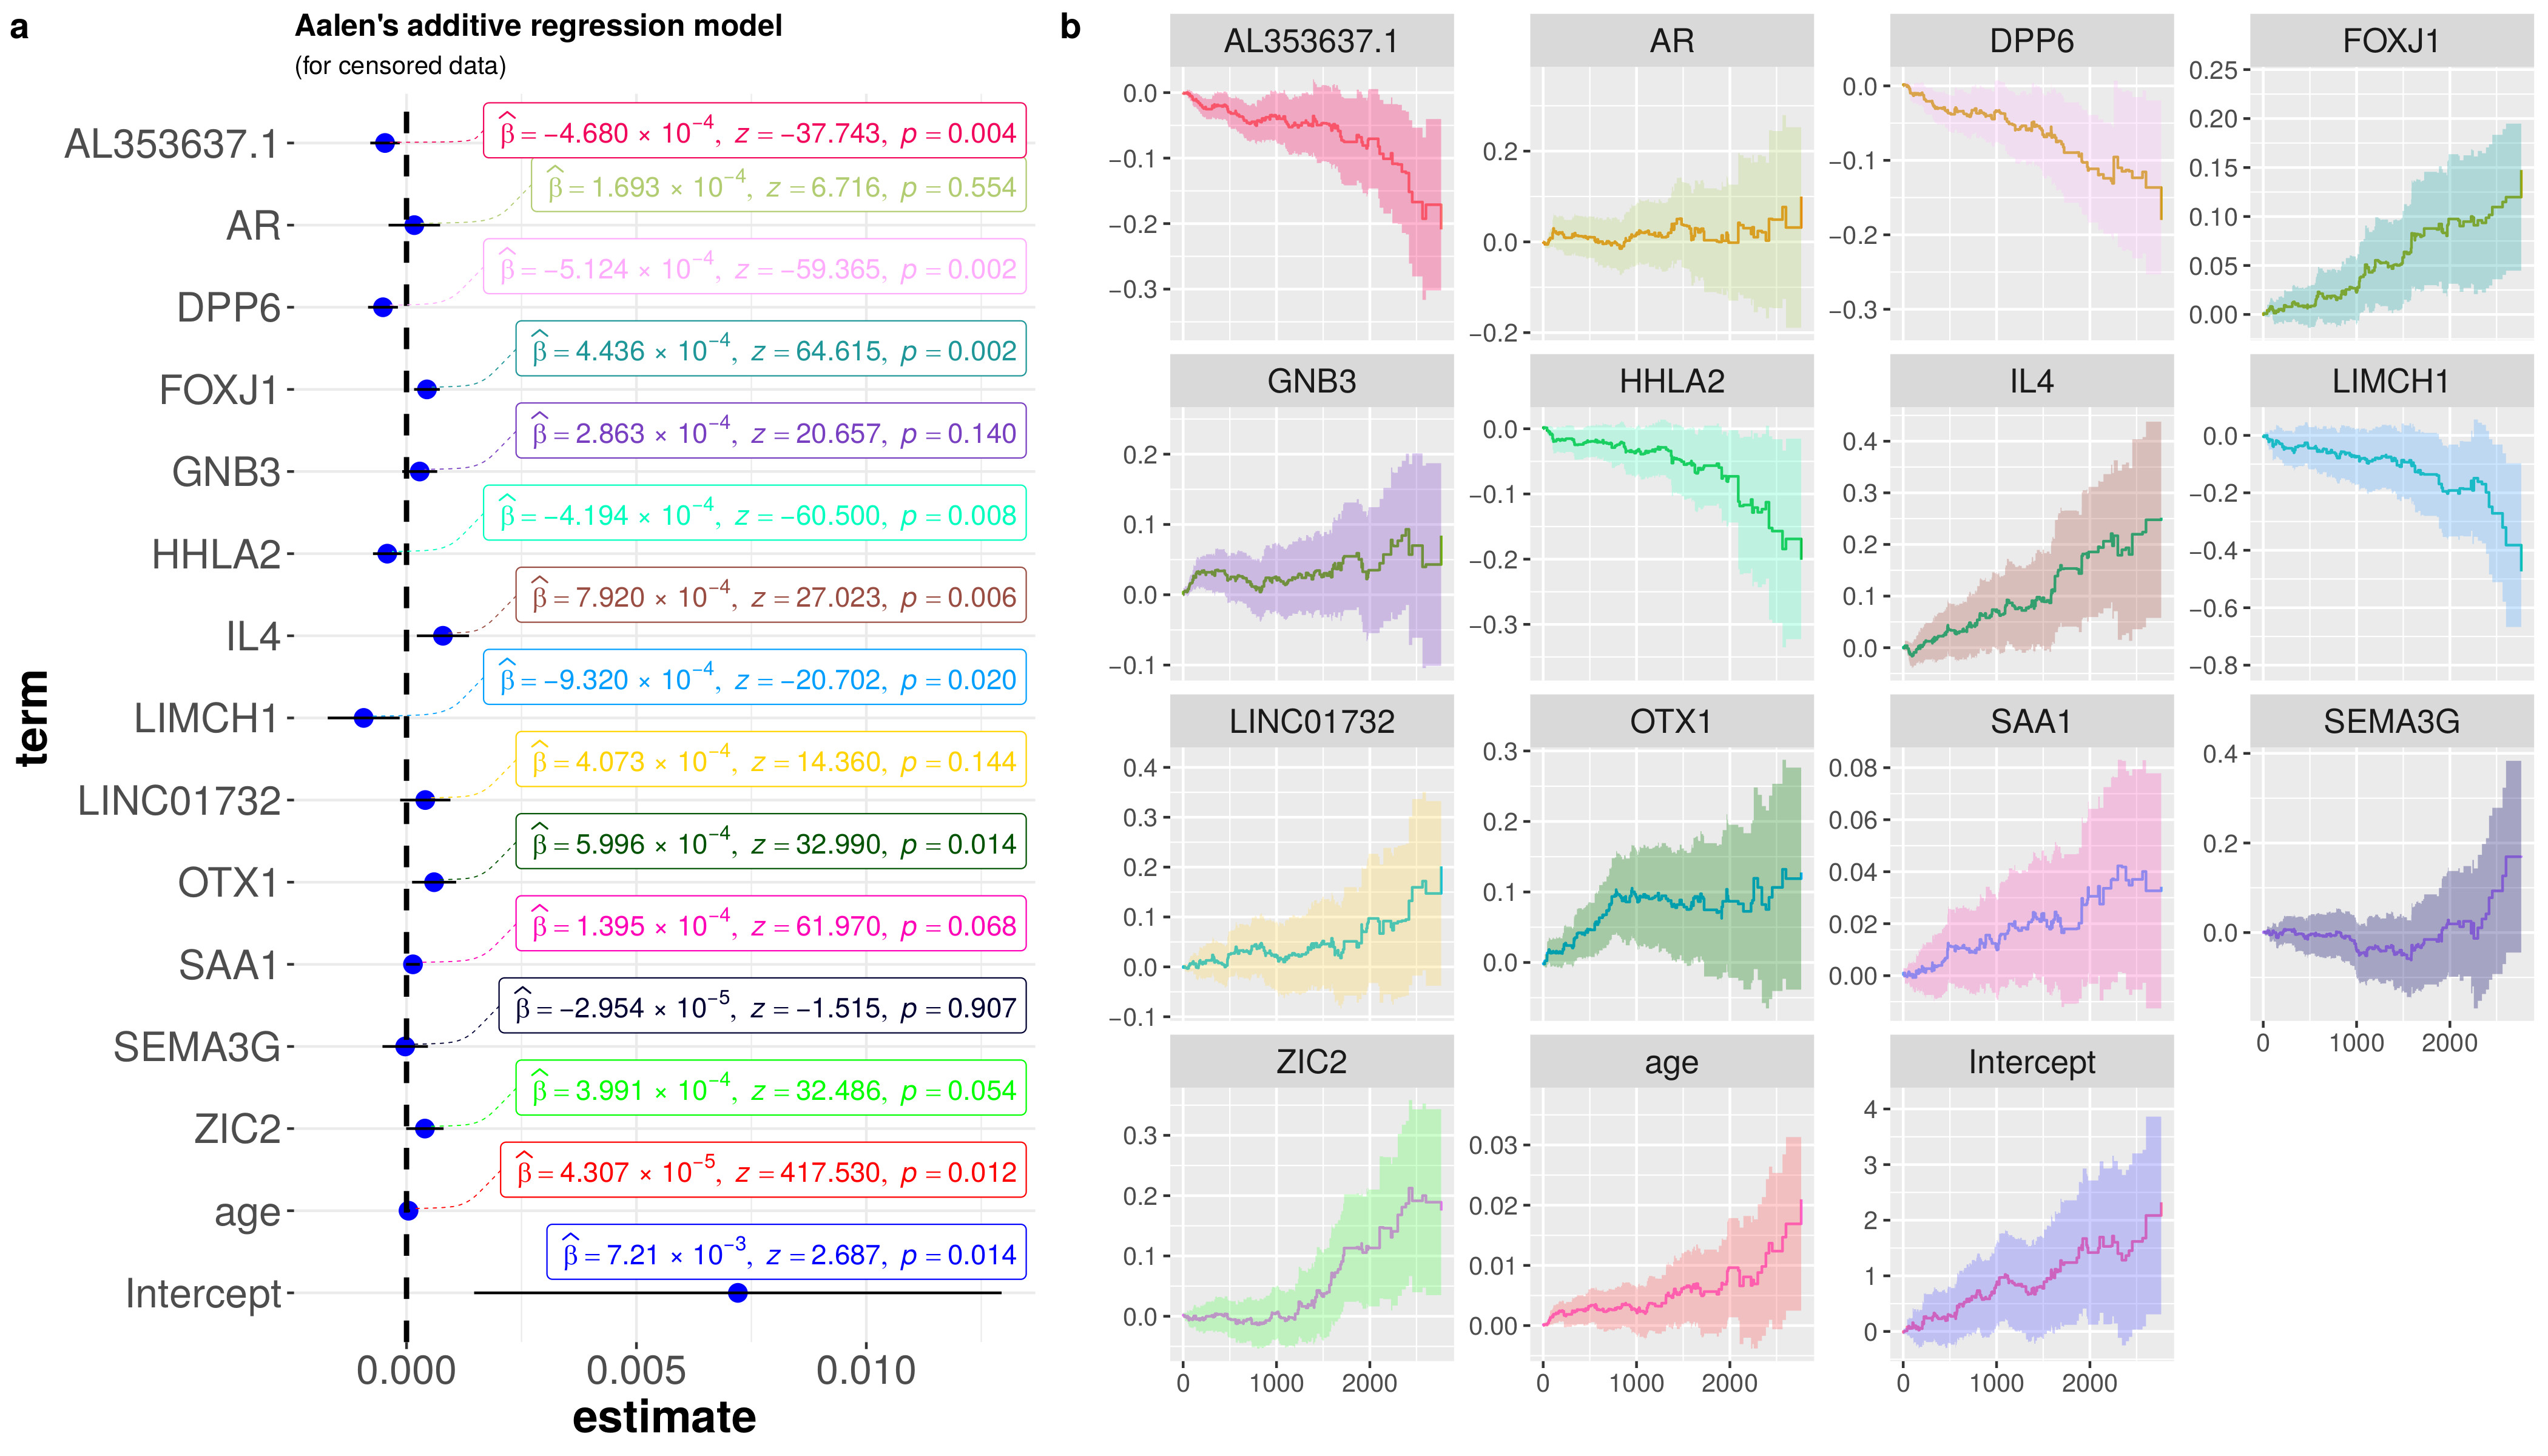 a
Aalen's additive regression model
(for censored data)
term
AL353637.1
β̂ = −4.680 × 10⁻⁴, z = −37.743, p = 0.004
AR
β̂ = 1.693 × 10⁻⁴, z = 6.716, p = 0.554
DPP6
β̂ = −5.124 × 10⁻⁴, z = −59.365, p = 0.002
FOXJ1
β̂ = 4.436 × 10⁻⁴, z = 64.615, p = 0.002
GNB3
β̂ = 2.863 × 10⁻⁴, z = 20.657, p = 0.140
HHLA2
β̂ = −4.194 × 10⁻⁴, z = −60.500, p = 0.008
IL4
β̂ = 7.920 × 10⁻⁴, z = 27.023, p = 0.006
LIMCH1
β̂ = −9.320 × 10⁻⁴, z = −20.702, p = 0.020
LINC01732
β̂ = 4.073 × 10⁻⁴, z = 14.360, p = 0.144
OTX1
β̂ = 5.996 × 10⁻⁴, z = 32.990, p = 0.014
SAA1
β̂ = 1.395 × 10⁻⁴, z = 61.970, p = 0.068
SEMA3G
β̂ = −2.954 × 10⁻⁵, z = −1.515, p = 0.907
ZIC2
β̂ = 3.991 × 10⁻⁴, z = 32.486, p = 0.054
age
β̂ = 4.307 × 10⁻⁵, z = 417.530, p = 0.012
Intercept
β̂ = 7.21 × 10⁻³, z = 2.687, p = 0.014
0.000 0.005 0.010
estimate
b
AL353637.1
0.0
−0.1
−0.2
−0.3
AR
0.2
0.0
−0.2
DPP6
0.0
−0.1
−0.2
−0.3
FOXJ1
0.25
0.20
0.15
0.10
0.05
0.00
GNB3
0.2
0.1
0.0
−0.1
HHLA2
0.0
−0.1
−0.2
−0.3
IL4
0.4
0.3
0.2
0.1
0.0
LIMCH1
0.0
−0.2
−0.4
−0.6
−0.8
LINC01732
0.4
0.3
0.2
0.1
0.0
−0.1
OTX1
0.3
0.2
0.1
0.0
SAA1
0.08
0.06
0.04
0.02
0.00
SEMA3G
0.4
0.2
0.0
0 1000 2000
ZIC2
0.3
0.2
0.1
0.0
0 1000 2000
age
0.03
0.02
0.01
0.00
0 1000 2000
Intercept
4
3
2
1
0
0 1000 2000